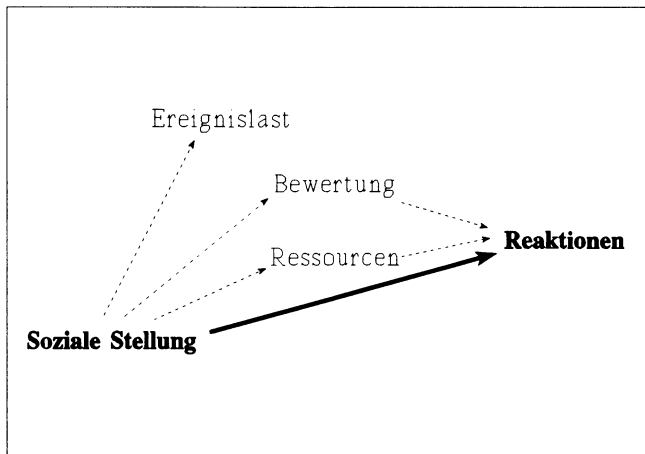 Ereignislast
Bewertung
Reaktionen
Ressourcen
Soziale Stellung